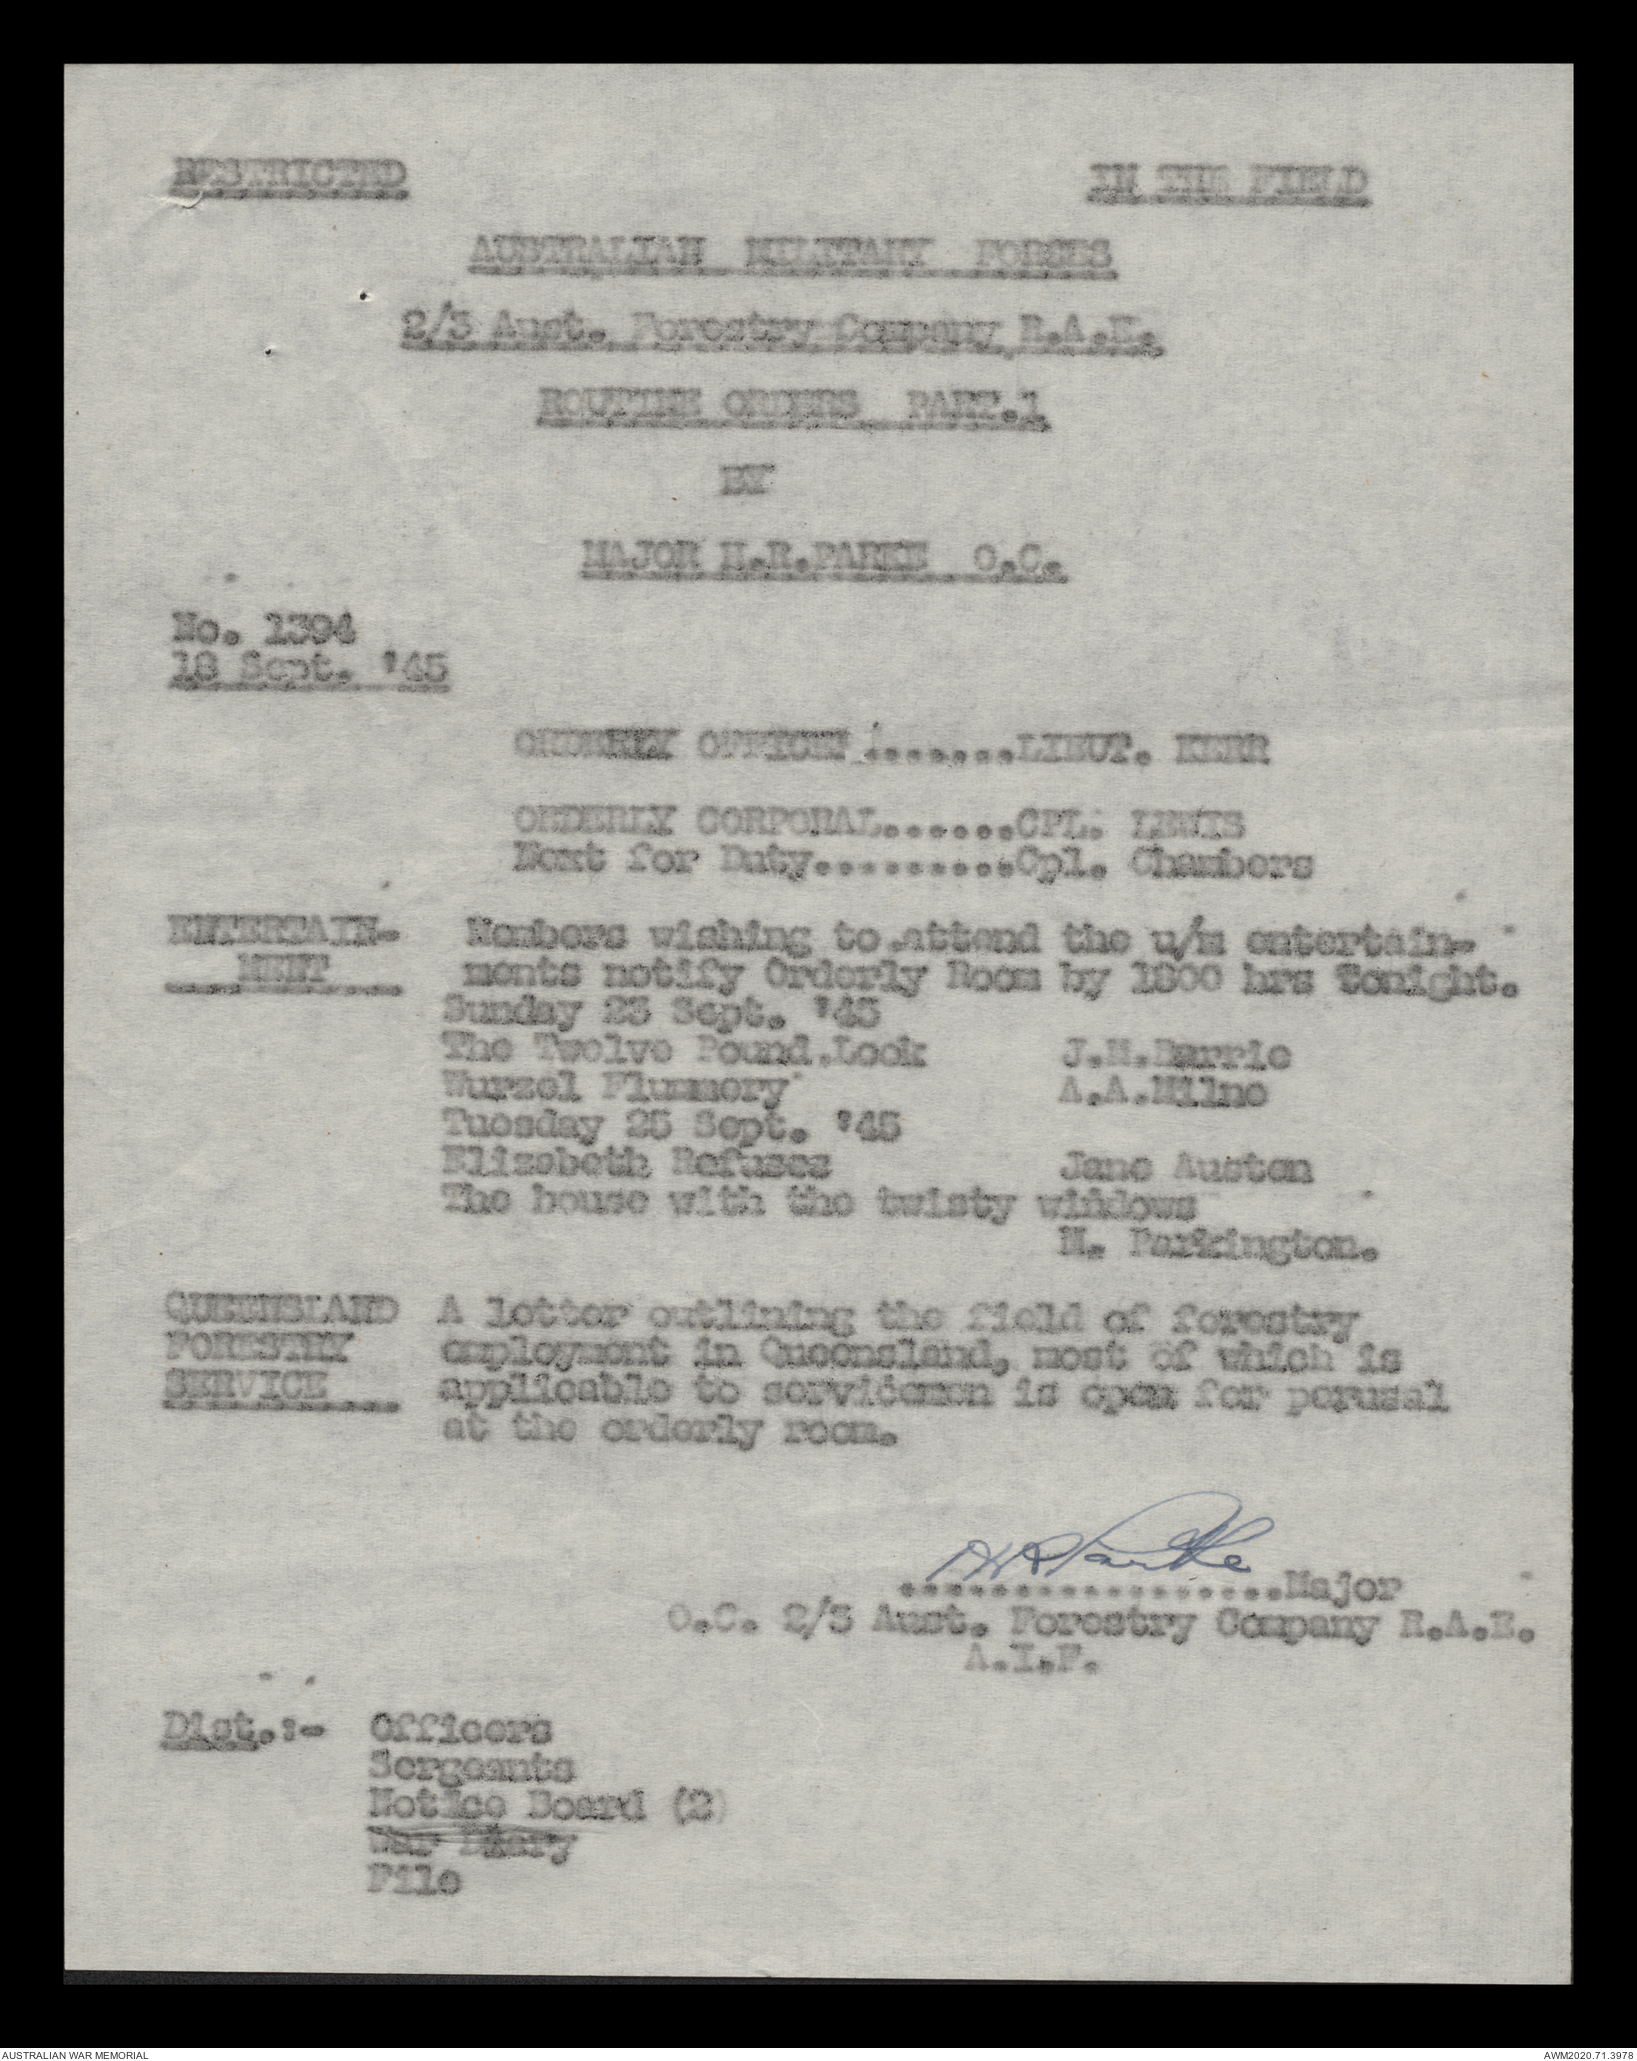 RESTRICTED IN THE FIELD
AUSTRALIAN MILITARY FORCES
2/3 Aust. Forestry Company R.A.E.
ROUTINE ORDERS PART.1
BY
MAJOR H.R.PARKE O.C.
No. 1394
18 Sept. '45
ORDERLY OFFICER .......LIEUT. KERR
ORDERLY CORPORAL......CPL. LEWIS
Next for Duty.........Cpl. Chambers
ENTERTAIN- Members wishing to attend the u/m entertain-
MENT ments notify Orderly Room by 1800 hrs tonight.
Sunday 23 Sept. '45
The Twelve Pound Look J.M.Barrie
Wurzel Flummery A.A.Milne
Tuesday 25 Sept. '45
Elizabeth Refuses Jane Austen
The house with the twisty windows
M. Parkington.
QUEENSLAND A letter outlining the field of forestry
FORESTRY employment in Queensland, most of which is
SERVICE applicable to servicemen is open for perusal
at the orderly room.
HRParke
.................Major
O.C. 2/3 Aust. Forestry Company R.A.E.
A.I.F.
Dist.:- Officers
Sergeants
Notice Board (2)
War Diary
File
AUSTRALIAN WAR MEMORIAL AWM2020.71.3978